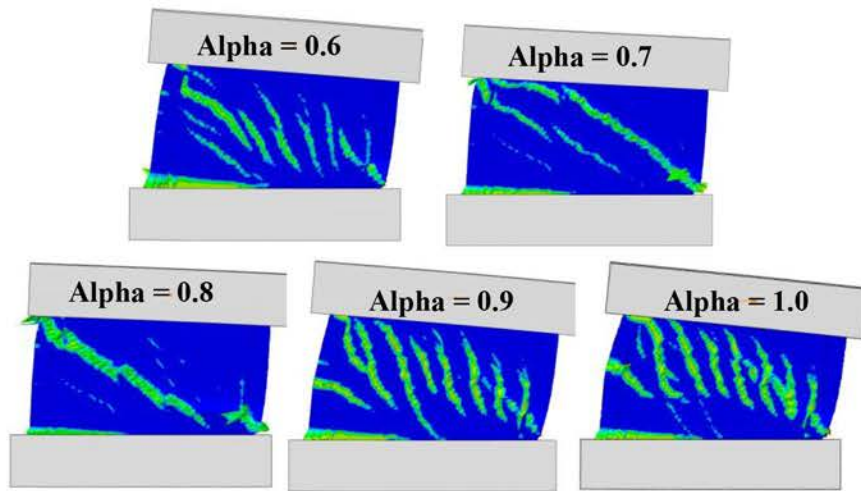 Alpha = 0.6
Alpha = 0.7
Alpha = 0.8
Alpha = 0.9
Alpha = 1.0